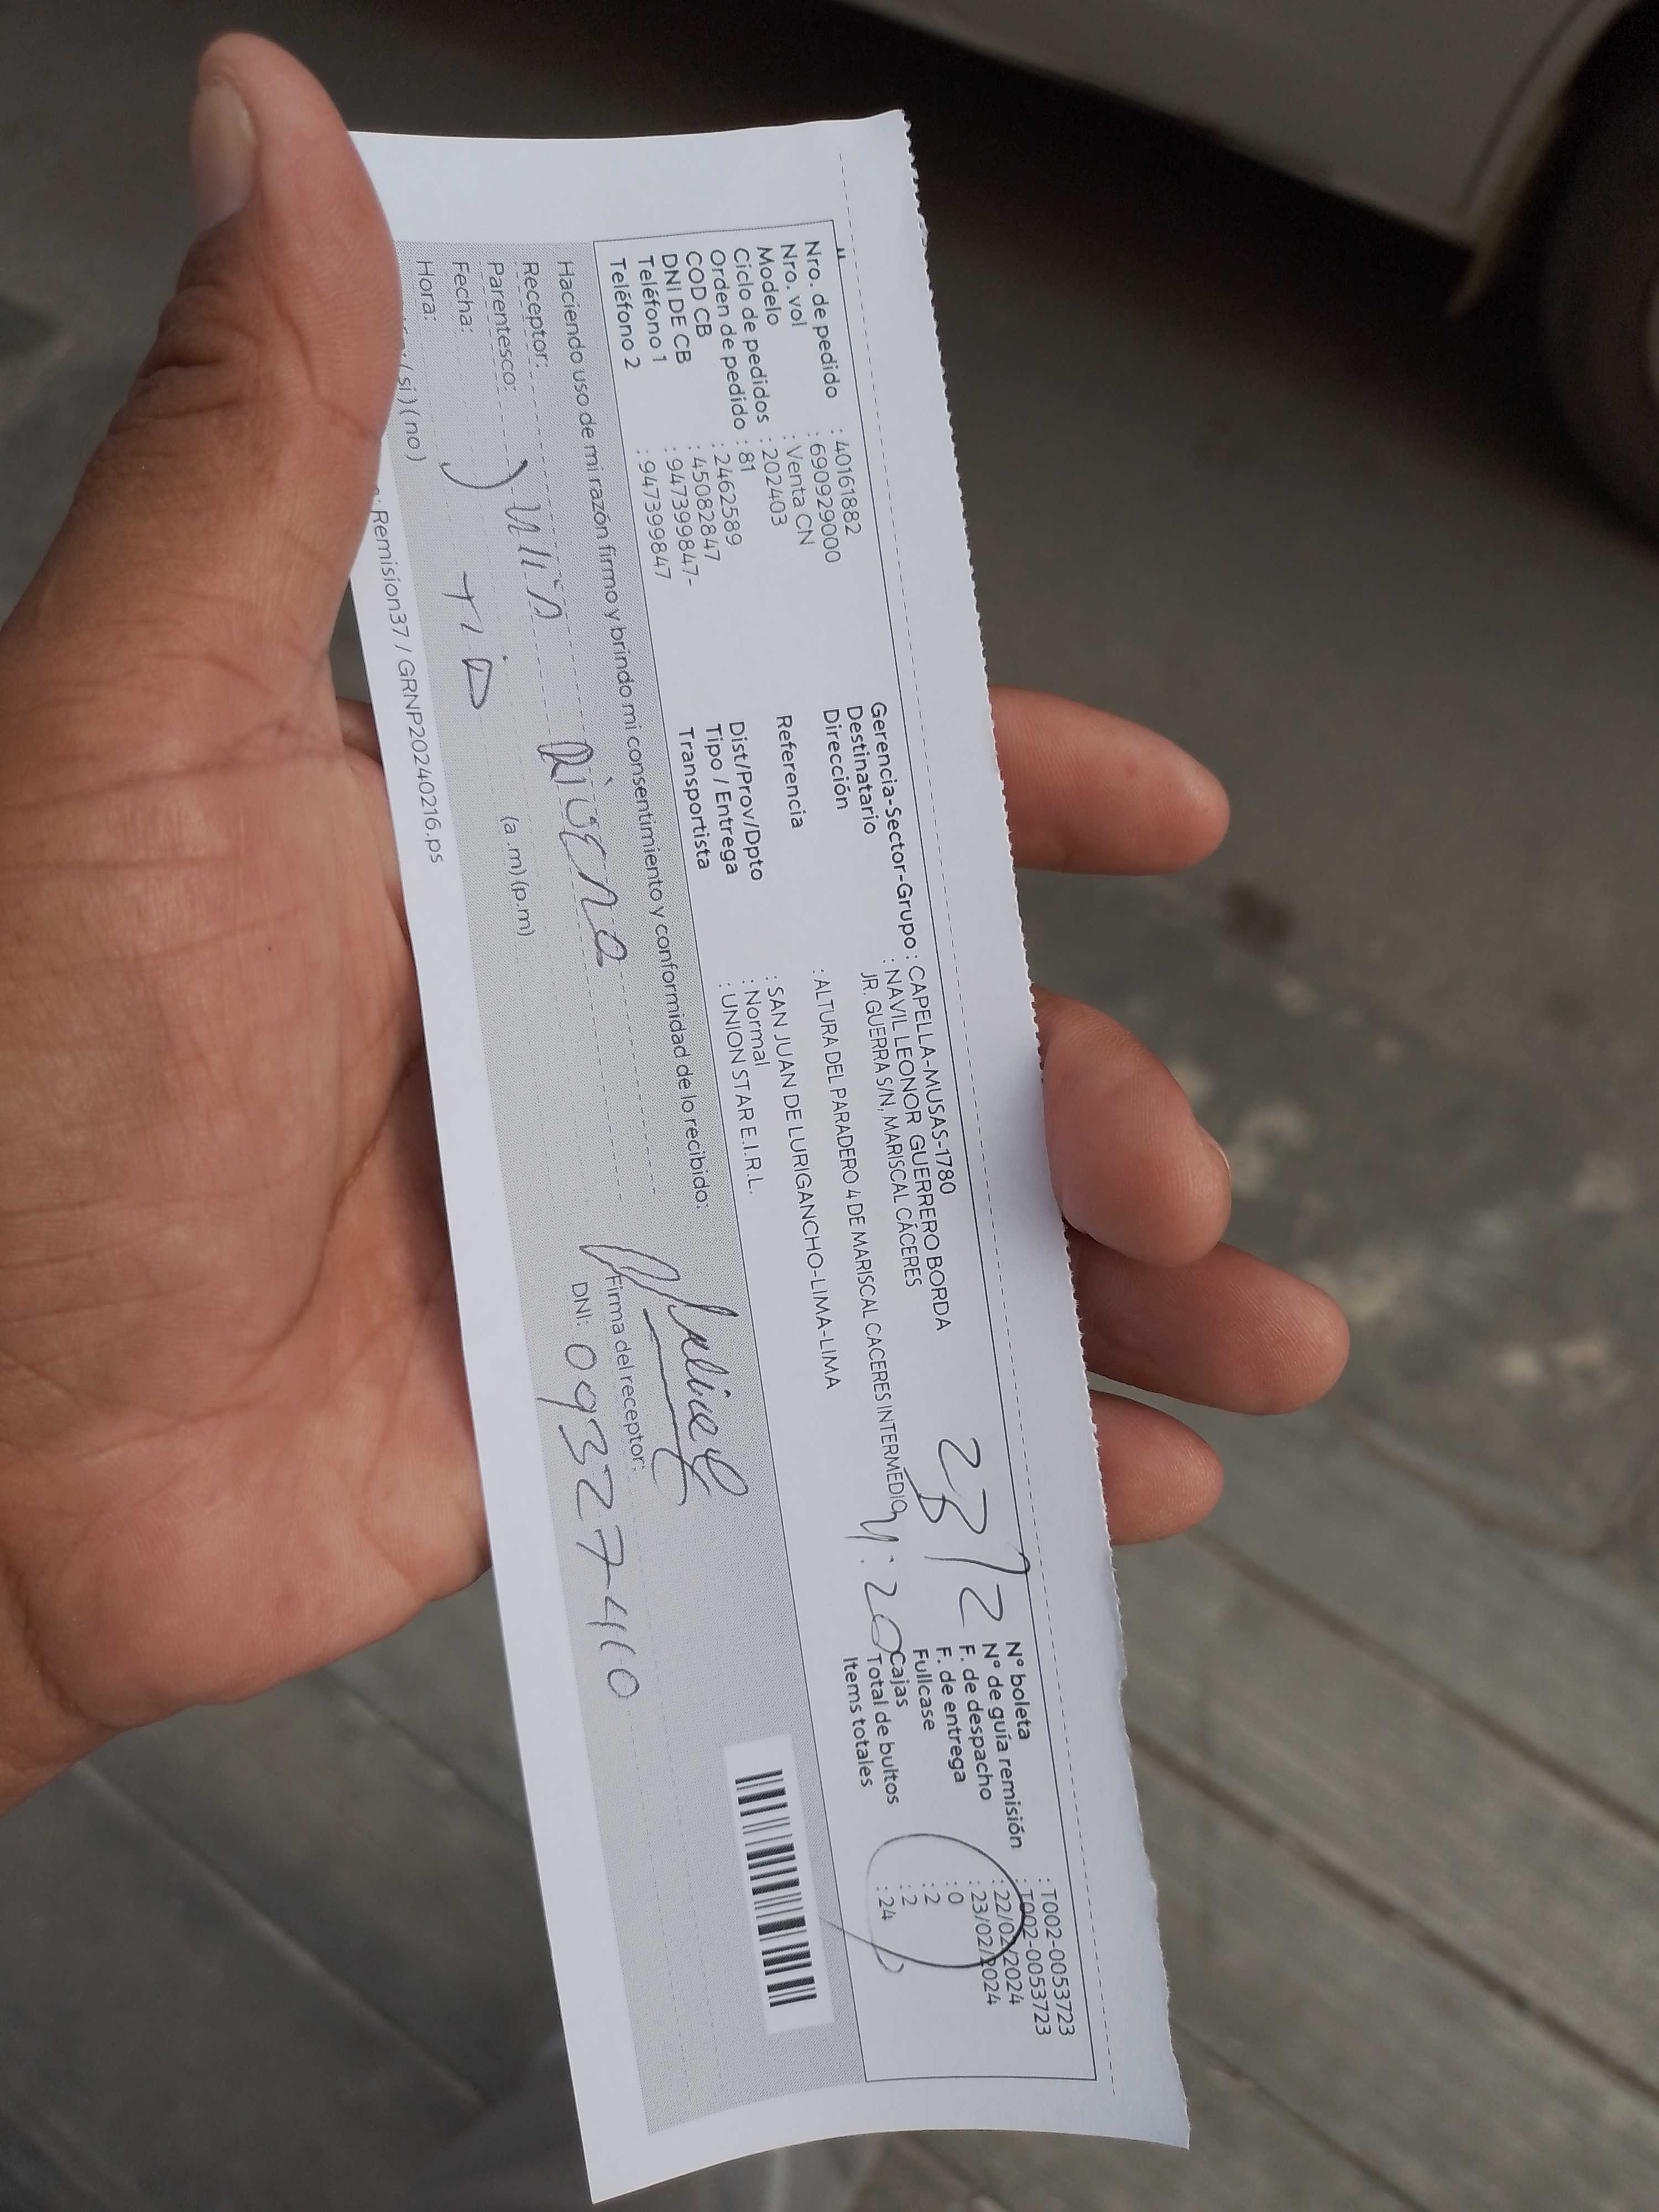 Nro. de pedido : 40161882
Nro. vol : 690929000
Modelo : Venta CN
Ciclo de pedidos : 202403
Orden de pedido : 81
COD CB : 2462589
DNI DE CB : 45082847
Teléfono 1 : 947399847-
Teléfono 2 : 947399847
Gerencia-Sector-Grupo : CAPELLA-MUSAS-1780
Destinatario : NAVIL LEONOR GUERRERO BORDA
Dirección JR. GUERRA S/N, MARISCAL CÁCERES
Referencia : ALTURA DEL PARADERO 4 DE MARISCAL CACERES INTERMEDIO
Dist/Prov/Dpto : SAN JUAN DE LURIGANCHO-LIMA-LIMA
Tipo / Entrega : Normal
Transportista : UNION STAR E.I.R.L.
23/2
4:20
N° boleta : T002-0053723
N° de guía remisión : T002-0053723
F. de despacho : 22/02/2024
F. de entrega : 23/02/2024
Fullcase : 0
Cajas : 2
Total de bultos : 2
Items totales : 24
Haciendo uso de mi razón firmo y brindo mi consentimiento y conformidad de lo recibido:
Receptor: Julia
Parentesco: Tia
Fecha:
Hora: (a.m) (p.m)
(si) (no)
Firma del receptor:
DNI: 09327410
Remision37 / GRNP20240216.ps